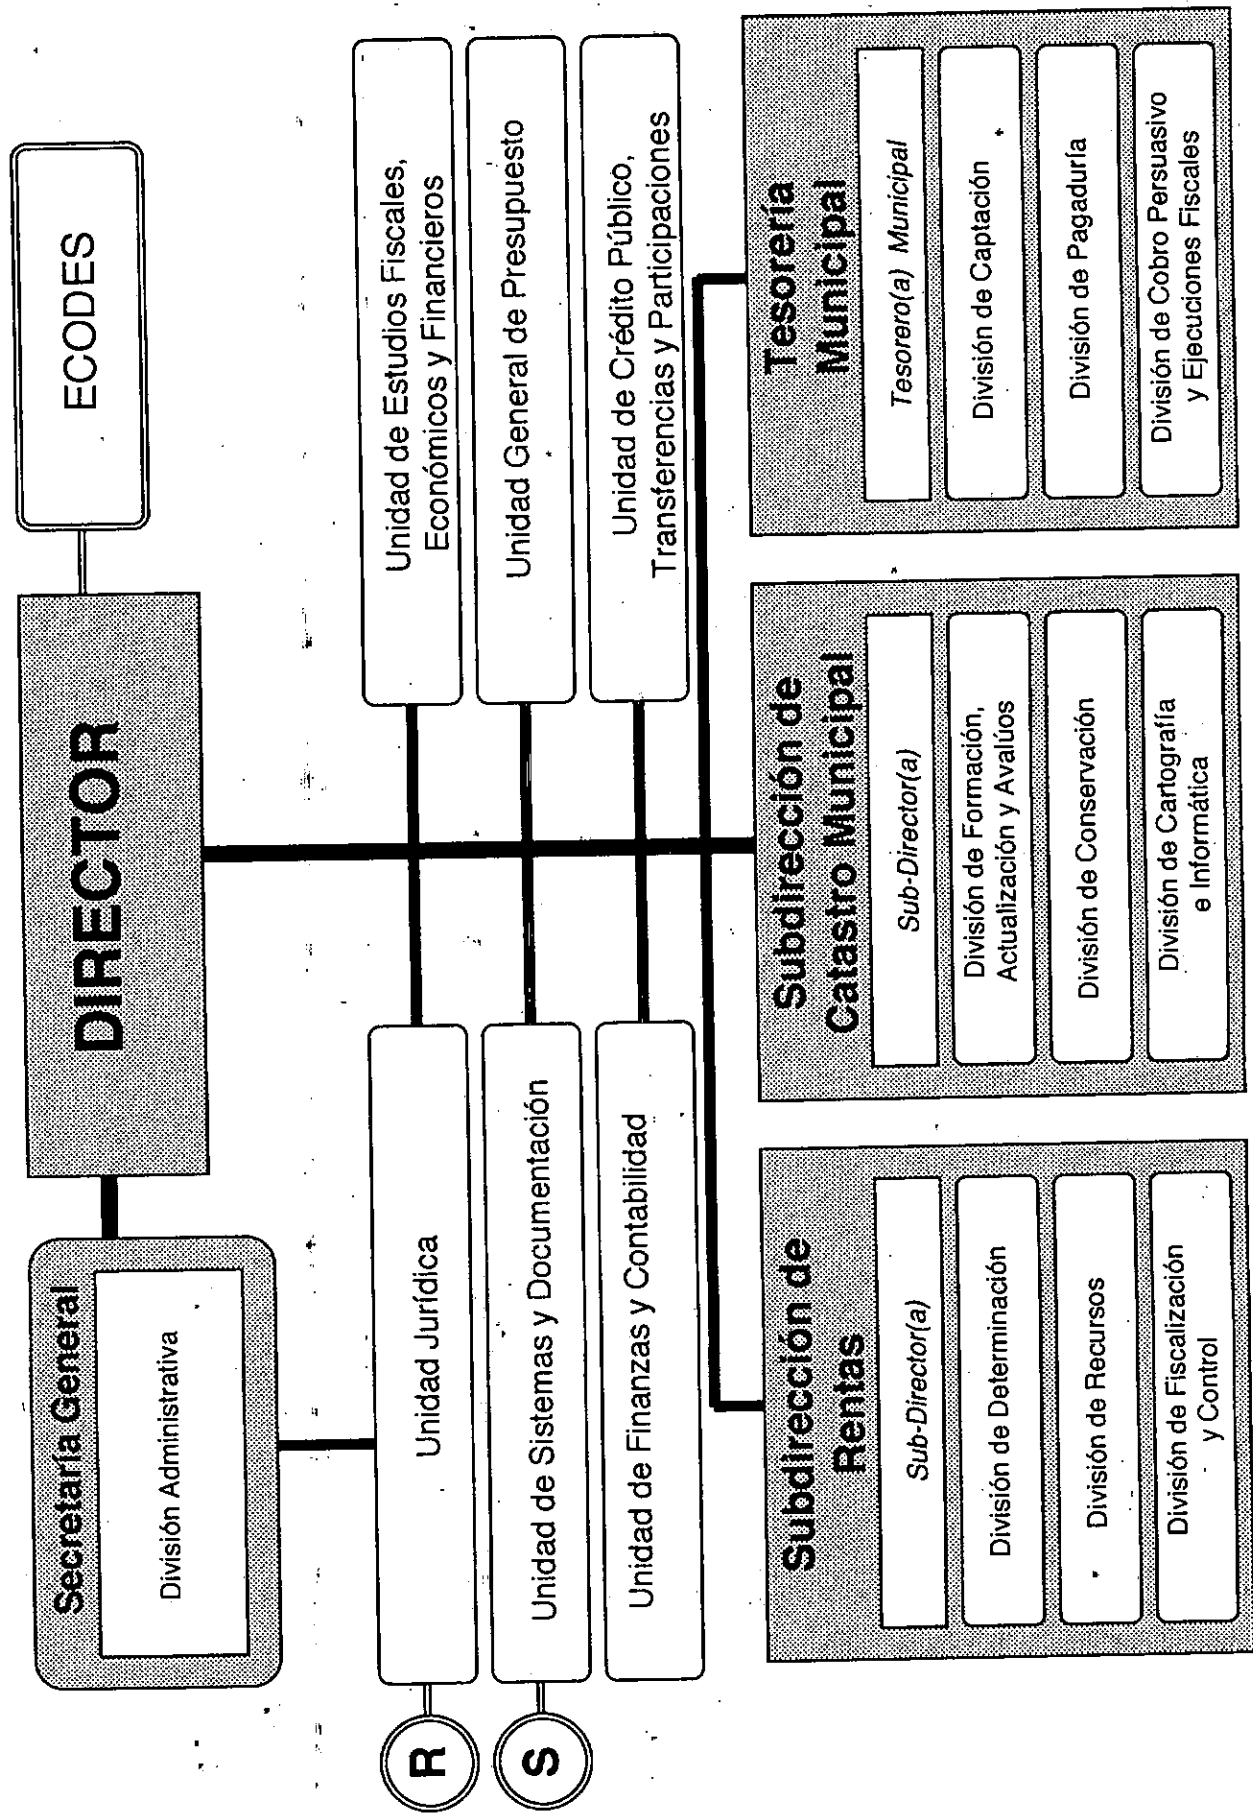 Secretaría General
División Administrativa
DIRECTOR
ECODES
R
Unidad Jurídica
Unidad de Estudios Fiscales,
Económicos y Financieros
S
Unidad de Sistemas y Documentación
Unidad General de Presupuesto
Unidad de Finanzas y Contabilidad
Unidad de Crédito Público,
Transferencias y Participaciones
Subdirección de
Rentas
Sub-Director(a)
División de Determinación
División de Recursos
División de Fiscalización
y Control
Subdirección de
Catastro Municipal
Sub-Director(a)
División de Formación,
Actualización y Avalúos
División de Conservación
División de Cartografía
e Informática
Tesorería
Municipal
Tesorero(a) Municipal
División de Captación
División de Pagaduría
División de Cobro Persuasivo
y Ejecuciones Fiscales